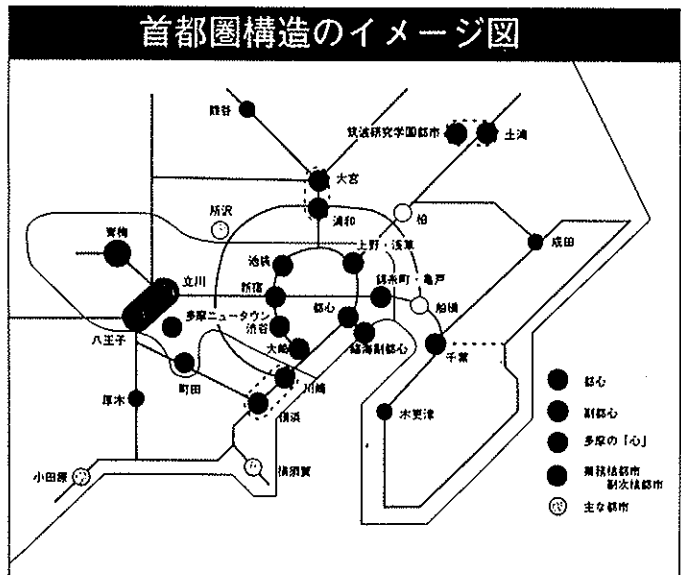 首都圏構造のイメージ図
熊谷
筑波研究学園都市
土浦
大宮
所沢
浦和
柏
青梅
上野・浅草
成田
池袋
立川
新宿
錦糸町・亀戸
船橋
多摩ニュータウン
都心
渋谷
八王子
大崎
臨海副都心
千葉
町田
川崎
厚木
横浜
木更津
小田原
横須賀
都心
副都心
多摩の「心」
業務核都市
副次核都市
主な都市